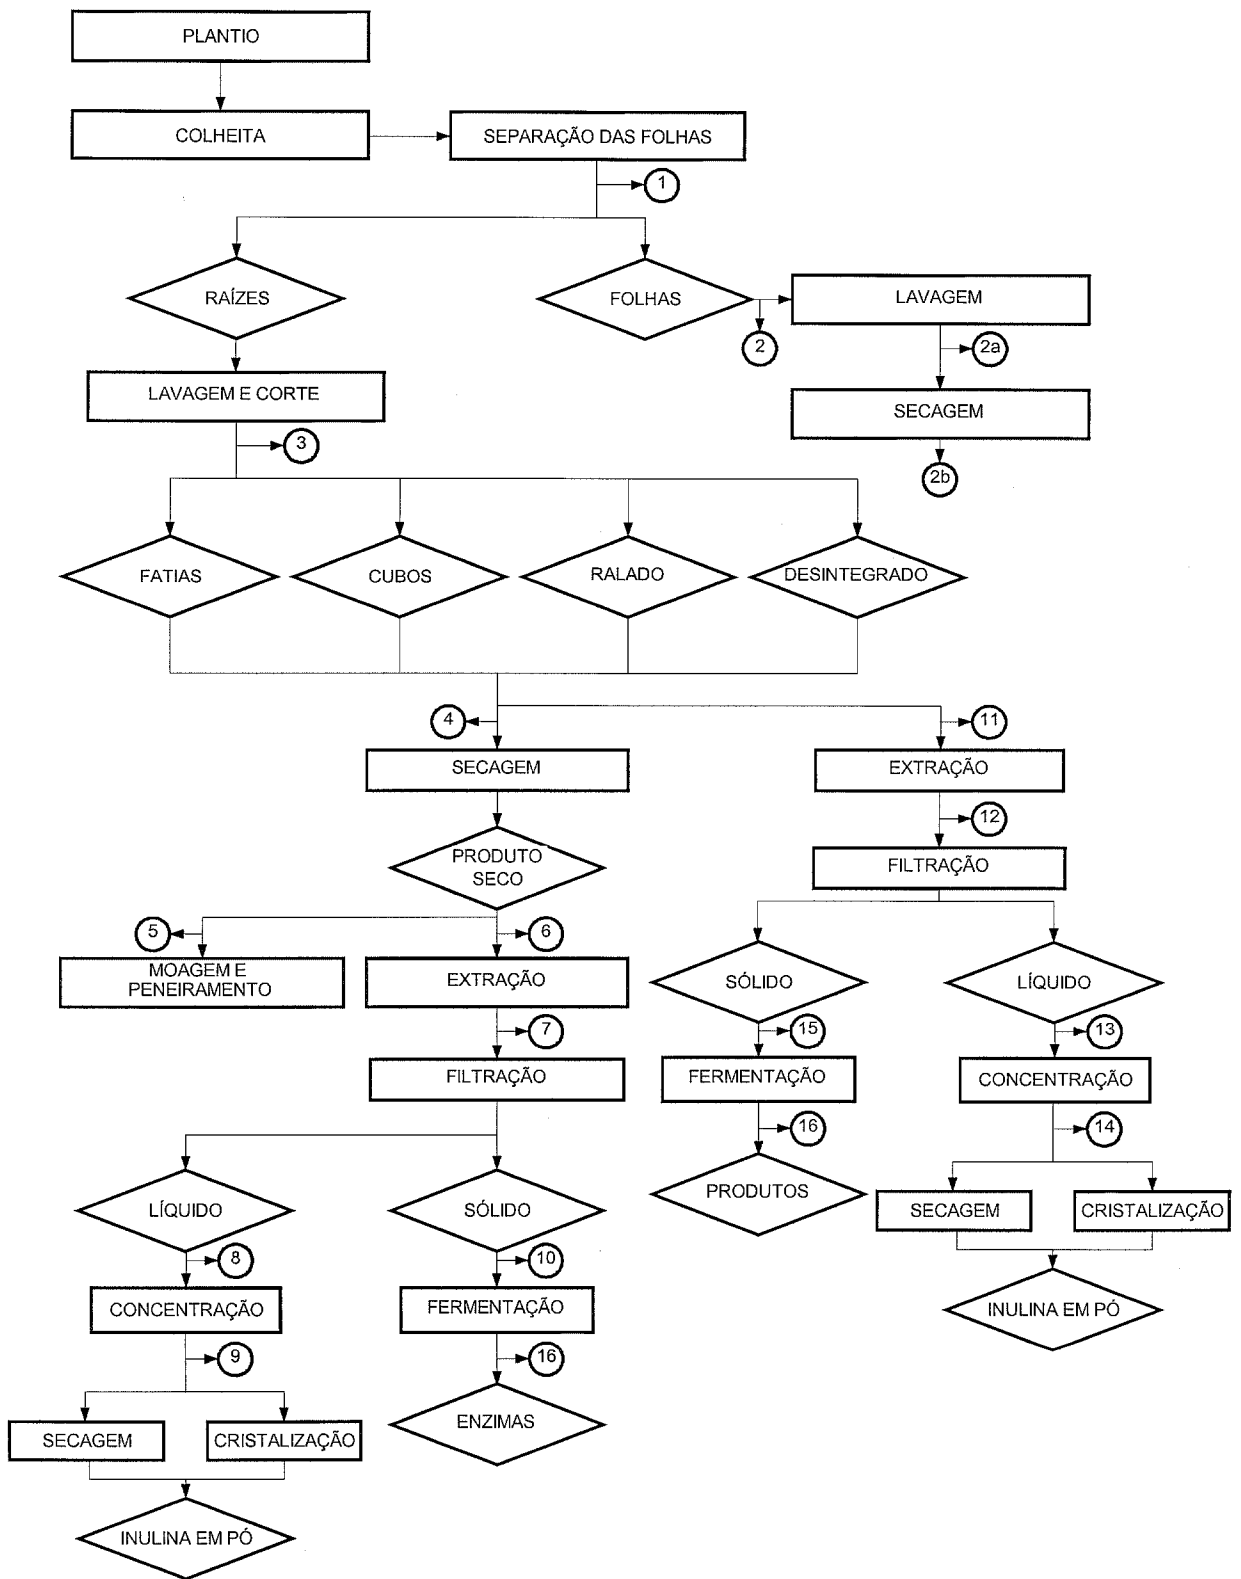 PLANTIO
COLHEITA
SEPARAÇÃO DAS FOLHAS
1
RAÍZES
FOLHAS
LAVAGEM
2
2a
LAVAGEM E CORTE
SECAGEM
3
2b
FATIAS
CUBOS
RALADO
DESINTEGRADO
4
11
SECAGEM
EXTRAÇÃO
12
PRODUTO
SECO
FILTRAÇÃO
5
6
MOAGEM E
PENEIRAMENTO
EXTRAÇÃO
SÓLIDO
LÍQUIDO
7
15
13
FILTRAÇÃO
FERMENTAÇÃO
CONCENTRAÇÃO
16
14
LÍQUIDO
SÓLIDO
PRODUTOS
SECAGEM
CRISTALIZAÇÃO
8
10
CONCENTRAÇÃO
FERMENTAÇÃO
INULINA EM PÓ
9
16
SECAGEM
CRISTALIZAÇÃO
ENZIMAS
INULINA EM PÓ